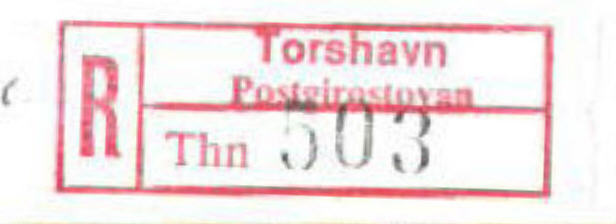 R
Torshavn
Postgirostovan
Thn 503